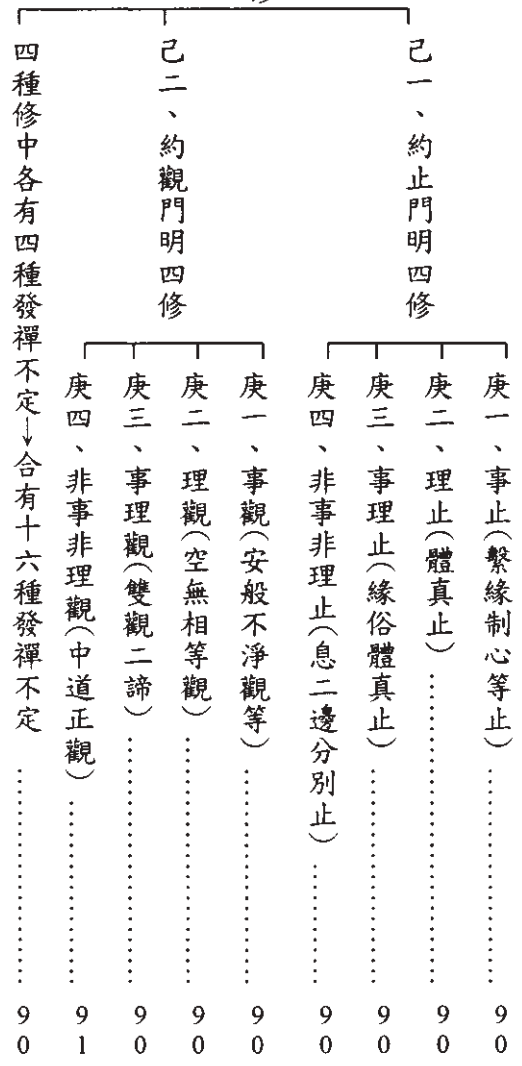 己一、約止門明四修
庚一、事止(繫緣制心等止)……………90
庚二、理止(體真止)……………90
庚三、事理止(緣俗體真止)……………90
庚四、非事非理止(息二邊分別止)……………90
己二、約觀門明四修
庚一、事觀(安般不淨觀等)……………90
庚二、理觀(空無相等觀)……………90
庚三、事理觀(雙觀二諦)……………90
庚四、非事非理觀(中道正觀)……………91
四種修中各有四種發禪不定→合有十六種發禪不定……………90